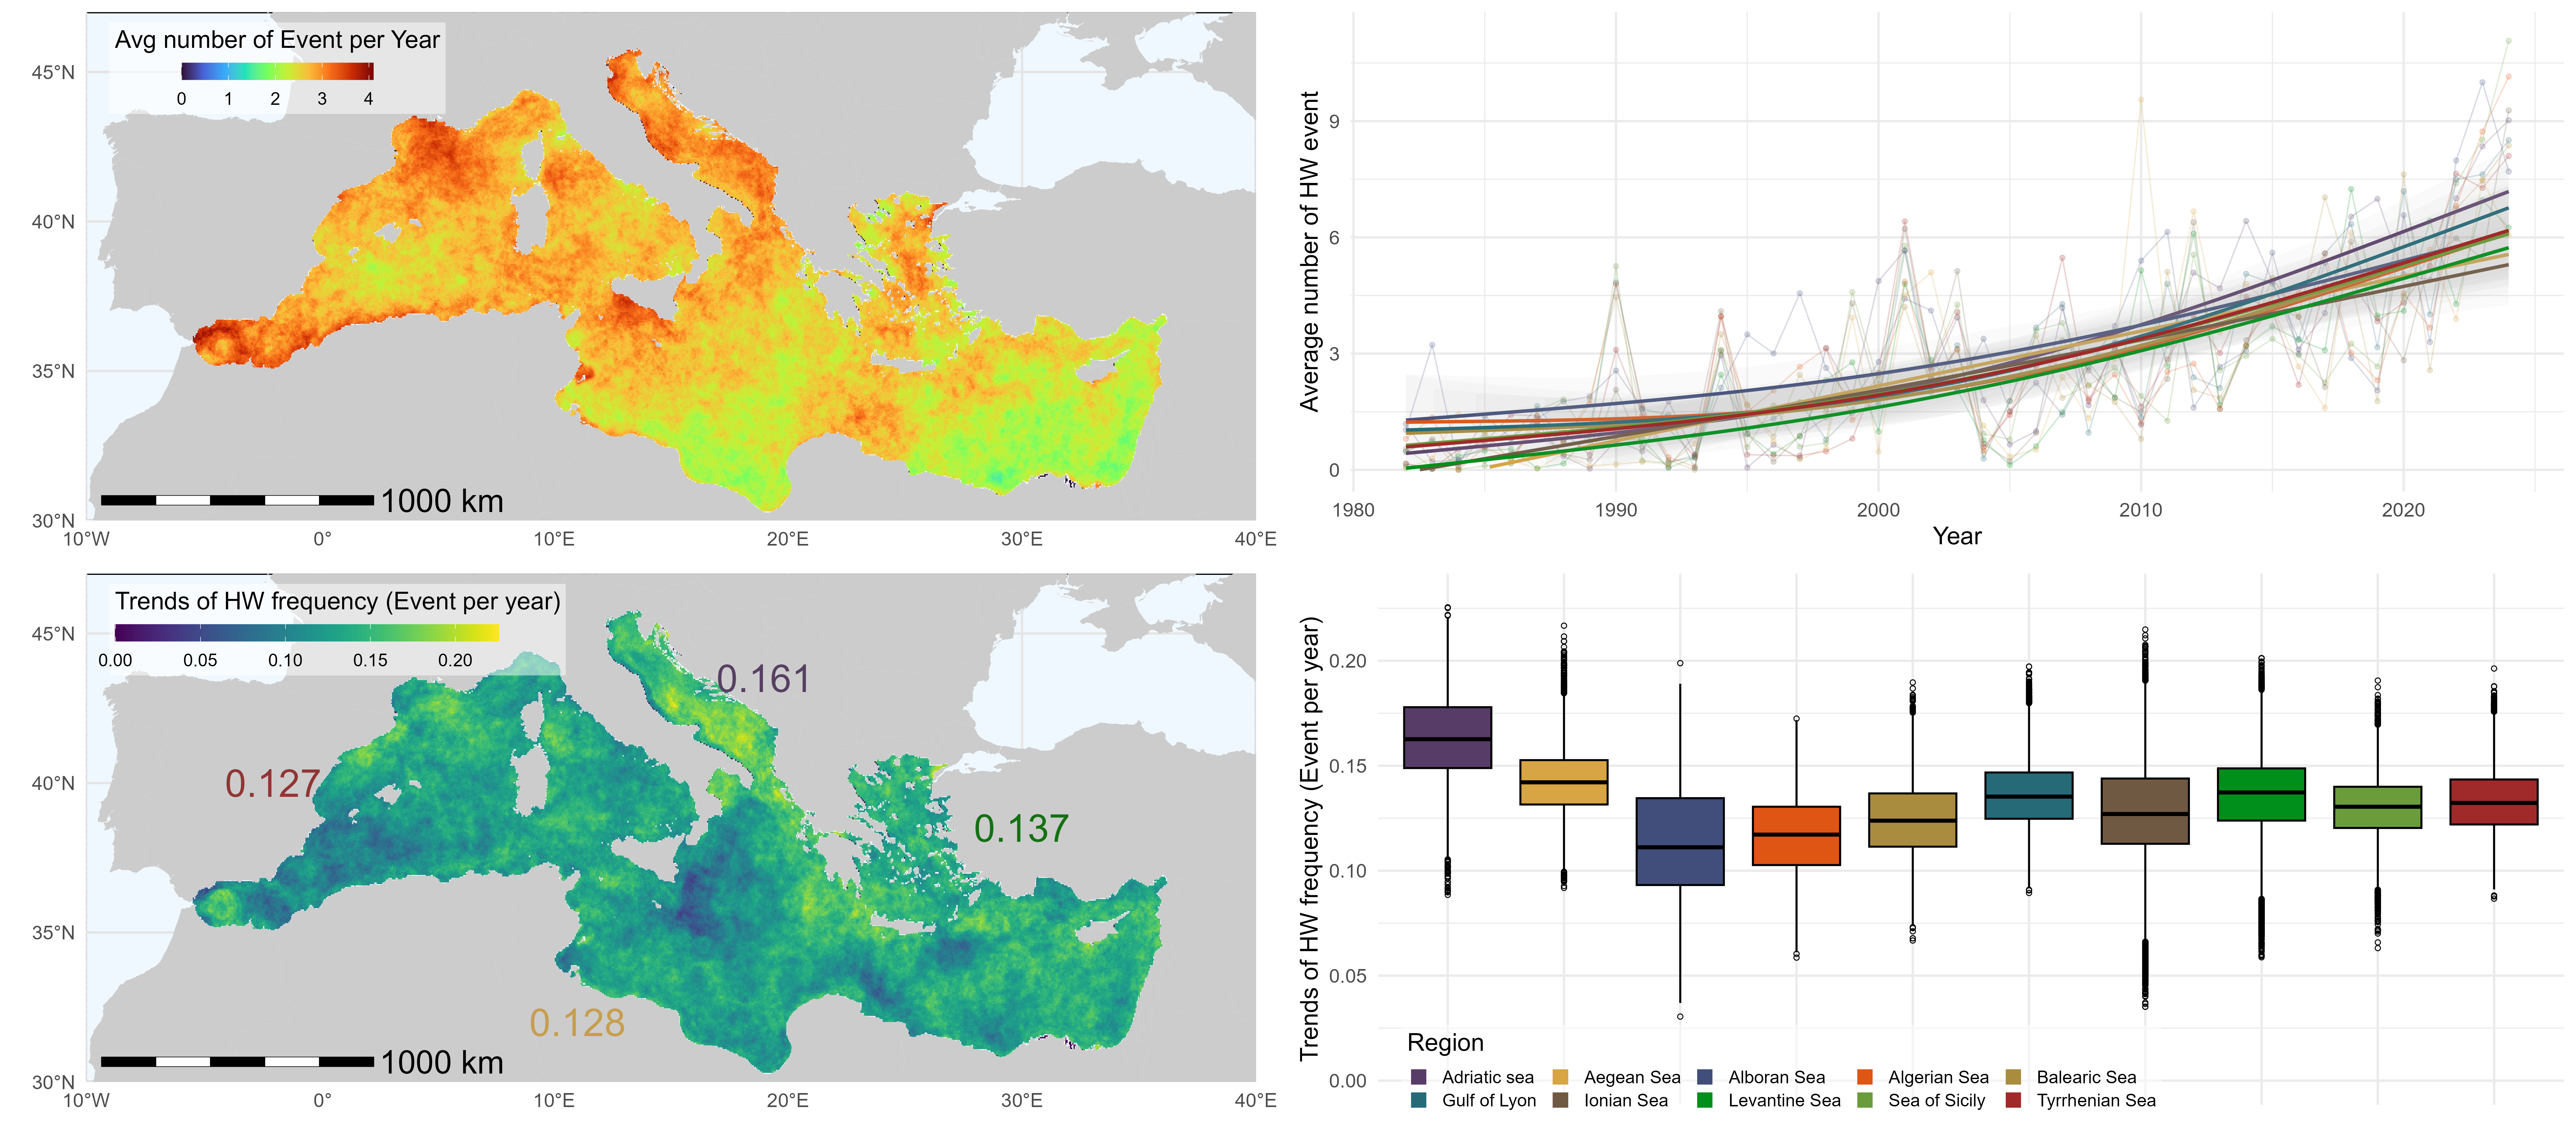 Avg number of Event per Year
0 1 2 3 4
45°N
40°N
35°N
30°N
1000 km
10°W 0° 10°E 20°E 30°E 40°E
Average number of HW event
9
6
3
0
1980 1990 2000 2010 2020
Year
Trends of HW frequency (Event per year)
0.00 0.05 0.10 0.15 0.20
45°N
40°N
35°N
30°N
0.161
0.127
0.137
0.128
1000 km
10°W 0° 10°E 20°E 30°E 40°E
Trends of HW frequency (Event per year)
0.20
0.15
0.10
0.05
0.00
Region
Adriatic sea Aegean Sea Alboran Sea Algerian Sea Balearic Sea
Gulf of Lyon Ionian Sea Levantine Sea Sea of Sicily Tyrrhenian Sea